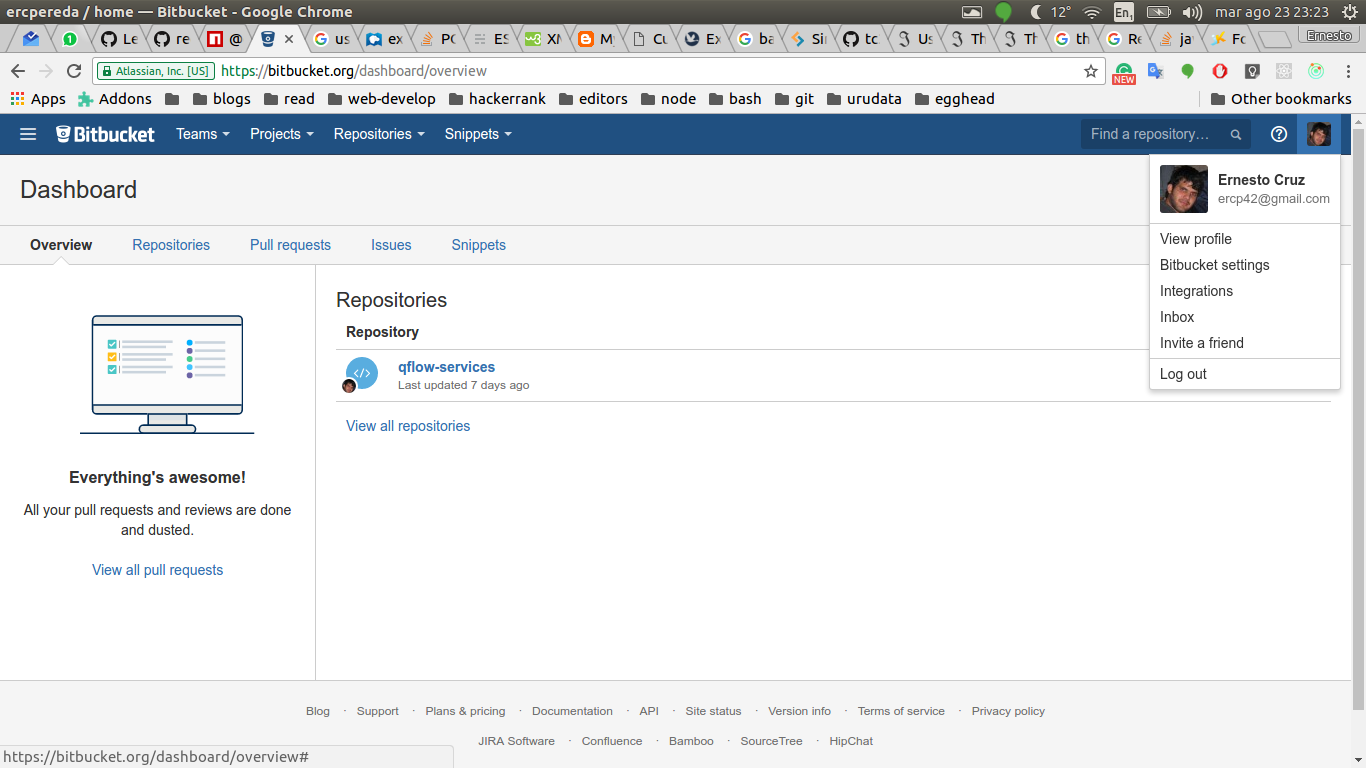 ercpereda / home — Bitbucket - Google Chrome
12° En1 mar ago 23 23:23
Le re @ us ex PC ES XM My Cu Ex ba Si tc Us Th Th th Re ja Fo Ernesto
Atlassian, Inc. [US] https://bitbucket.org/dashboard/overview NEW
Apps Addons blogs read web-develop hackerrank editors node bash git urudata egghead Other bookmarks
Bitbucket Teams Projects Repositories Snippets Find a repository...
Dashboard
Ernesto Cruz
ercp42@gmail.com
View profile
Bitbucket settings
Integrations
Inbox
Invite a friend
Log out
Overview Repositories Pull requests Issues Snippets
Everything's awesome!
All your pull requests and reviews are done
and dusted.
View all pull requests
Repositories
Repository
qflow-services
Last updated 7 days ago
View all repositories
Blog · Support · Plans & pricing · Documentation · API · Site status · Version info · Terms of service · Privacy policy
JIRA Software · Confluence · Bamboo · SourceTree · HipChat
https://bitbucket.org/dashboard/overview#